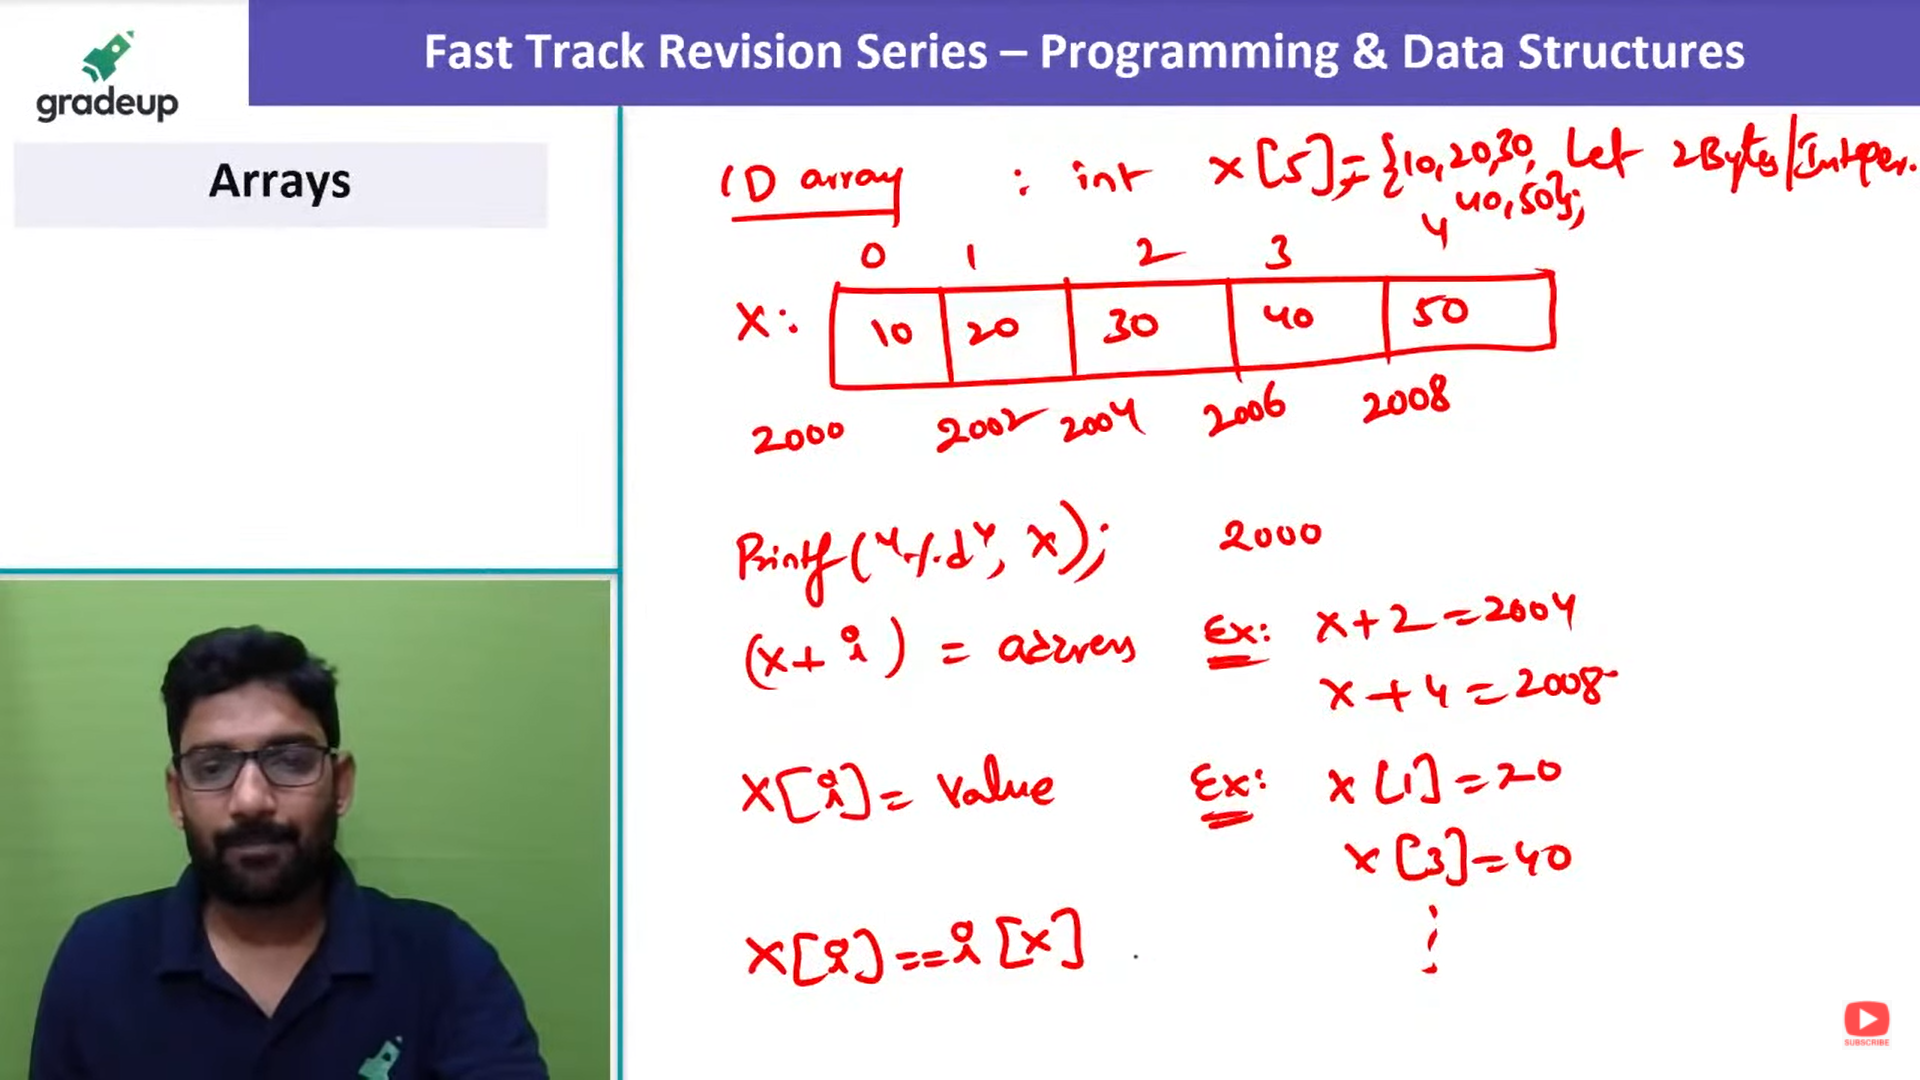 gradeup
Fast Track Revision Series – Programming & Data Structures
Arrays
1D array : int x[5]={10,20,30, Let 2Bytes/Integer.
40,50};
0 1 2 3 4
X: 10 20 30 40 50
2000 2002 2004 2006 2008
Printf("%d", x); 2000
(x+i) = address Ex: x+2=2004
x+4=2008
x[i]= Value Ex: x[1]=20
x[3]=40
x[i]==i[x]
SUBSCRIBE